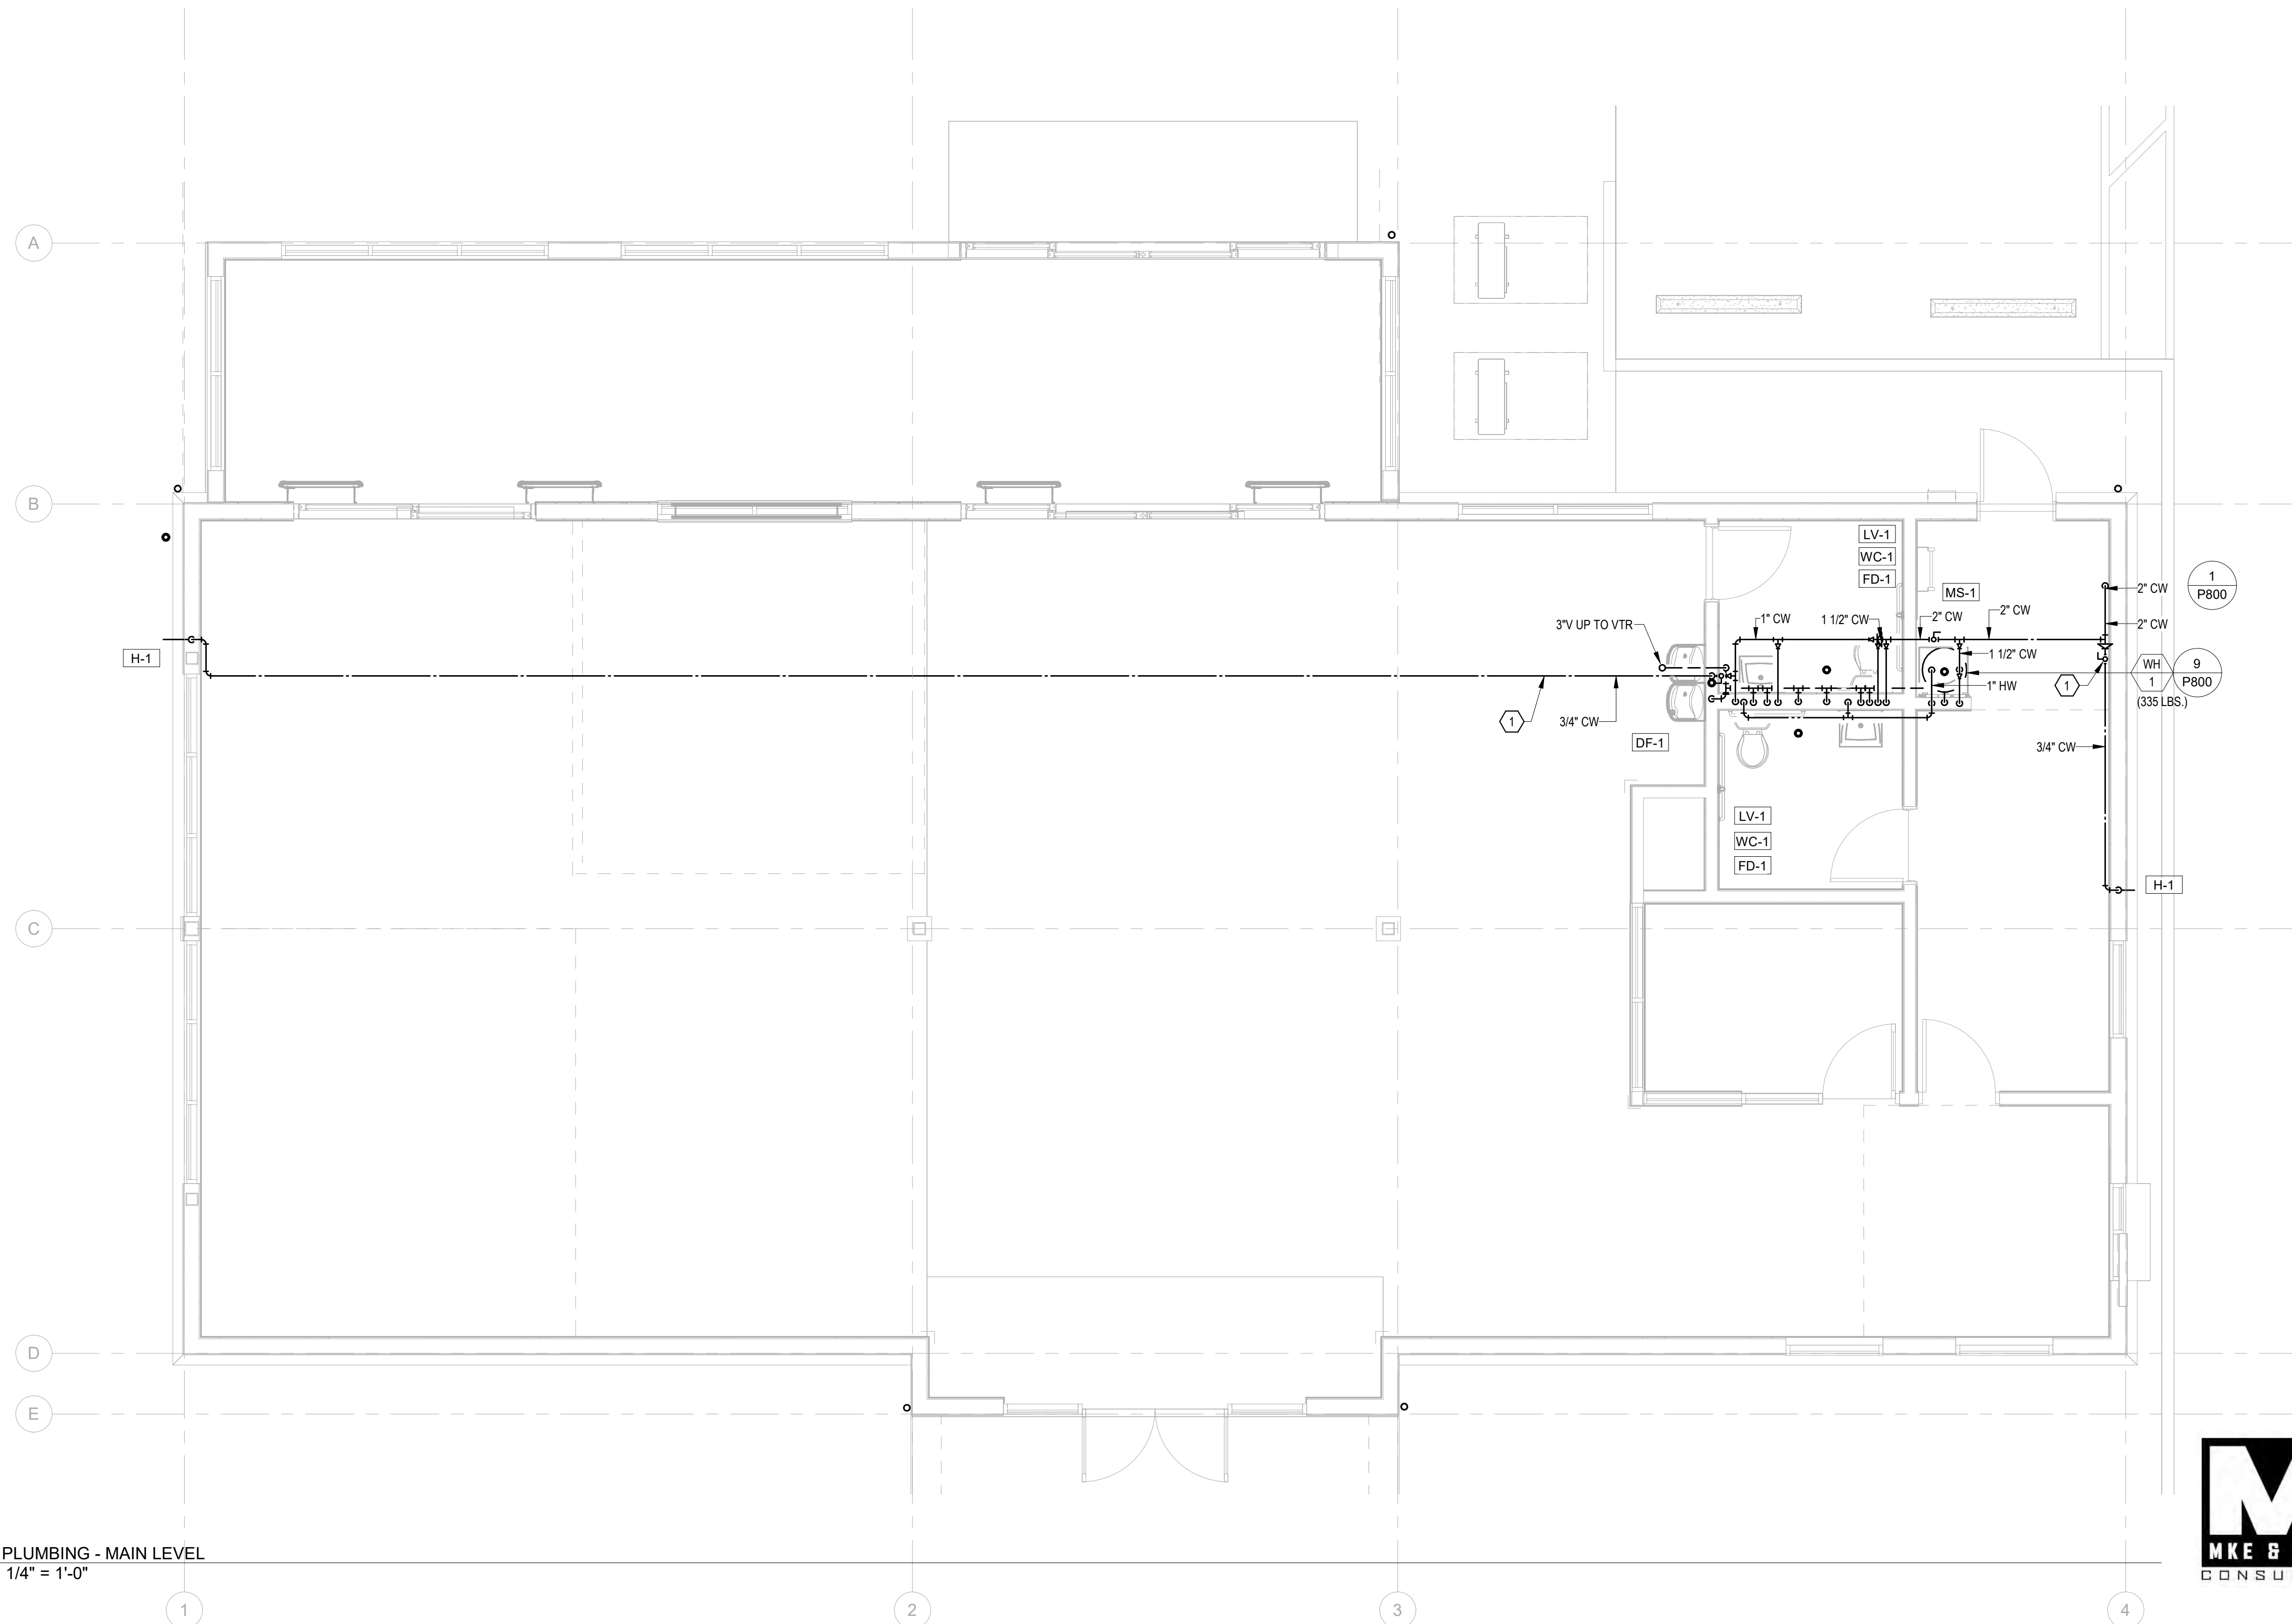 A
B
LV-1
WC-1
FD-1
MS-1
2" CW
1
P800
1" CW
1 1/2" CW
2" CW
2" CW
2" CW
3"V UP TO VTR
1 1/2" CW
H-1
WH
1
9
P800
1" HW
1
(335 LBS.)
1
3/4" CW
DF-1
3/4" CW
LV-1
WC-1
FD-1
H-1
C
D
E
PLUMBING - MAIN LEVEL
1/4" = 1'-0"
MKE &
CONSU
1
2
3
4